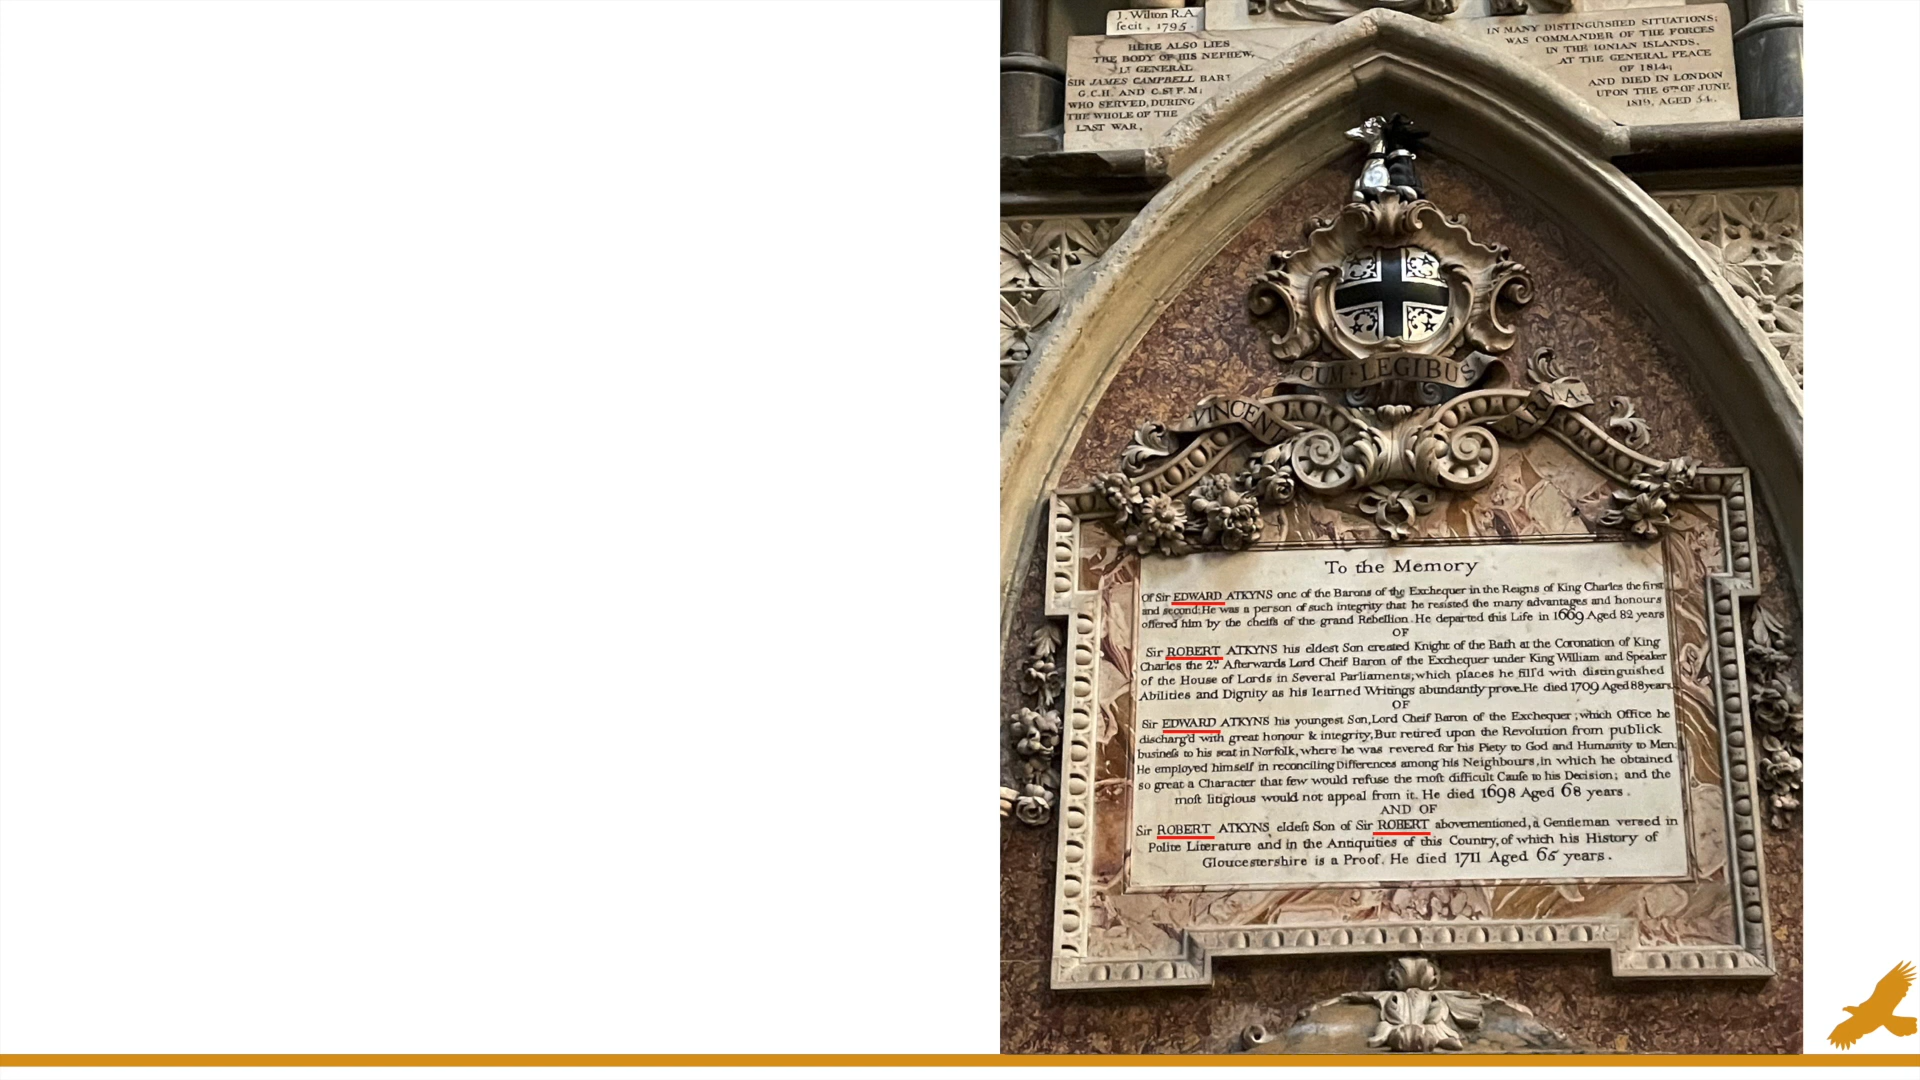 J. Wilton R.A.
fecit, 1795.
HERE ALSO LIES
THE BODY OF HIS NEPHEW,
LT GENERAL
SIR JAMES CAMPBELL BART
G.C.H. AND C.ST F.M:
WHO SERVED, DURING
THE WHOLE OF THE
LAST WAR,
IN MANY DISTINGUISHED SITUATIONS;
WAS COMMANDER OF THE FORCES
IN THE IONIAN ISLANDS,
AT THE GENERAL PEACE
OF 1814;
AND DIED IN LONDON
UPON THE 6TH OF JUNE
1819, AGED 54.
CUM LEGIBUS
VINCENT ARMA
To the Memory
Of Sir EDWARD ATKYNS one of the Barons of the Exchequer in the Reigns of King Charles the first
and second: He was a person of such integrity that he resisted the many advantages and honours
offered him by the cheifs of the grand Rebellion. He departed this Life in 1669 Aged 82 years
OF
Sir ROBERT ATKYNS his eldest Son created Knight of the Bath at the Coronation of King
Charles the 2d. Afterwards Lord Cheif Baron of the Exchequer under King William and Speaker
of the House of Lords in Several Parliaments; which places he fill'd with distinguished
Abilities and Dignity as his learned Writings abundantly prove. He died 1709 Aged 88 years
OF
Sir EDWARD ATKYNS his youngest Son, Lord Cheif Baron of the Exchequer; which Office he
discharg'd with great honour & integrity, But retired upon the Revolution from publick
busineſs to his seat in Norfolk, where he was revered for his Piety to God and Humanity to Men:
He employed himself in reconciling Differences among his Neighbours, in which he obtained
so great a Character that few would refuse the moſt difficult Cauſe to his Decision; and the
moſt litigious would not appeal from it. He died 1698 Aged 68 years.
AND OF
Sir ROBERT ATKYNS eldeſt Son of Sir ROBERT abovementioned, a Gentleman versed in
Polite Literature and in the Antiquities of this Country, of which his History of
Gloucestershire is a Proof. He died 1711 Aged 65 years.